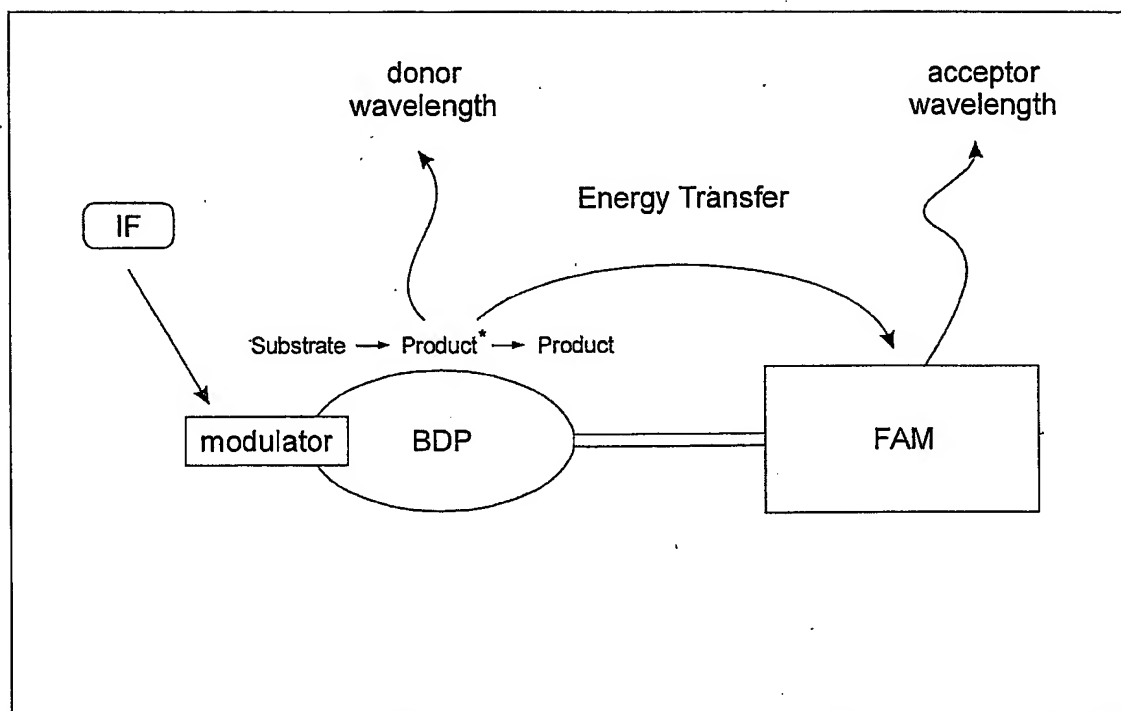 donor
wavelength
acceptor
wavelength
Energy Transfer
IF
Substrate → Product* → Product
modulator
BDP
FAM